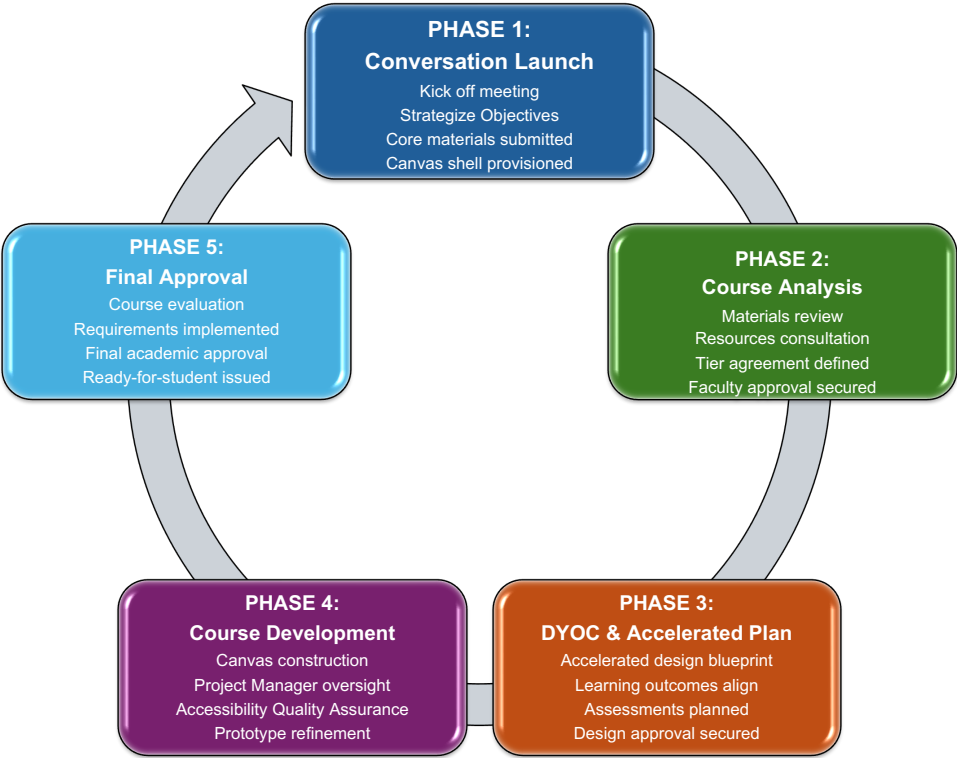 PHASE 1:
Conversation Launch
Kick off meeting
Strategize Objectives
Core materials submitted
Canvas shell provisioned
PHASE 2:
Course Analysis
Materials review
Resources consultation
Tier agreement defined
Faculty approval secured
PHASE 3:
DYOC & Accelerated Plan
Accelerated design blueprint
Learning outcomes align
Assessments planned
Design approval secured
PHASE 4:
Course Development
Canvas construction
Project Manager oversight
Accessibility Quality Assurance
Prototype refinement
PHASE 5:
Final Approval
Course evaluation
Requirements implemented
Final academic approval
Ready-for-student issued